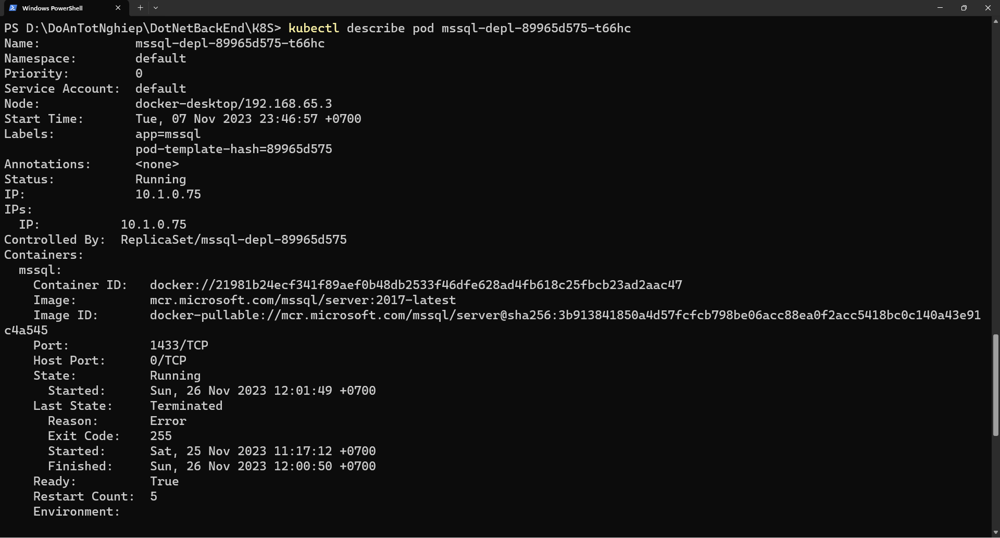 Windows PowerShell
PS D:\DoAnTotNghiep\DotNetBackEnd\K8S> kubectl describe pod mssql-depl-89965d575-t66hc
Name:             mssql-depl-89965d575-t66hc
Namespace:        default
Priority:         0
Service Account:  default
Node:             docker-desktop/192.168.65.3
Start Time:       Tue, 07 Nov 2023 23:46:57 +0700
Labels:           app=mssql
                  pod-template-hash=89965d575
Annotations:      <none>
Status:           Running
IP:               10.1.0.75
IPs:
  IP:           10.1.0.75
Controlled By:  ReplicaSet/mssql-depl-89965d575
Containers:
  mssql:
    Container ID:   docker://21981b24ecf341f89aef0b48db2533f46dfe628ad4fb618c25fbcb23ad2aac47
    Image:          mcr.microsoft.com/mssql/server:2017-latest
    Image ID:       docker-pullable://mcr.microsoft.com/mssql/server@sha256:3b913841850a4d57fcfcb798be06acc88ea0f2acc5418bc0c140a43e91
c4a545
    Port:           1433/TCP
    Host Port:      0/TCP
    State:          Running
      Started:      Sun, 26 Nov 2023 12:01:49 +0700
    Last State:     Terminated
      Reason:       Error
      Exit Code:    255
      Started:      Sat, 25 Nov 2023 11:17:12 +0700
      Finished:     Sun, 26 Nov 2023 12:00:50 +0700
    Ready:          True
    Restart Count:  5
    Environment: